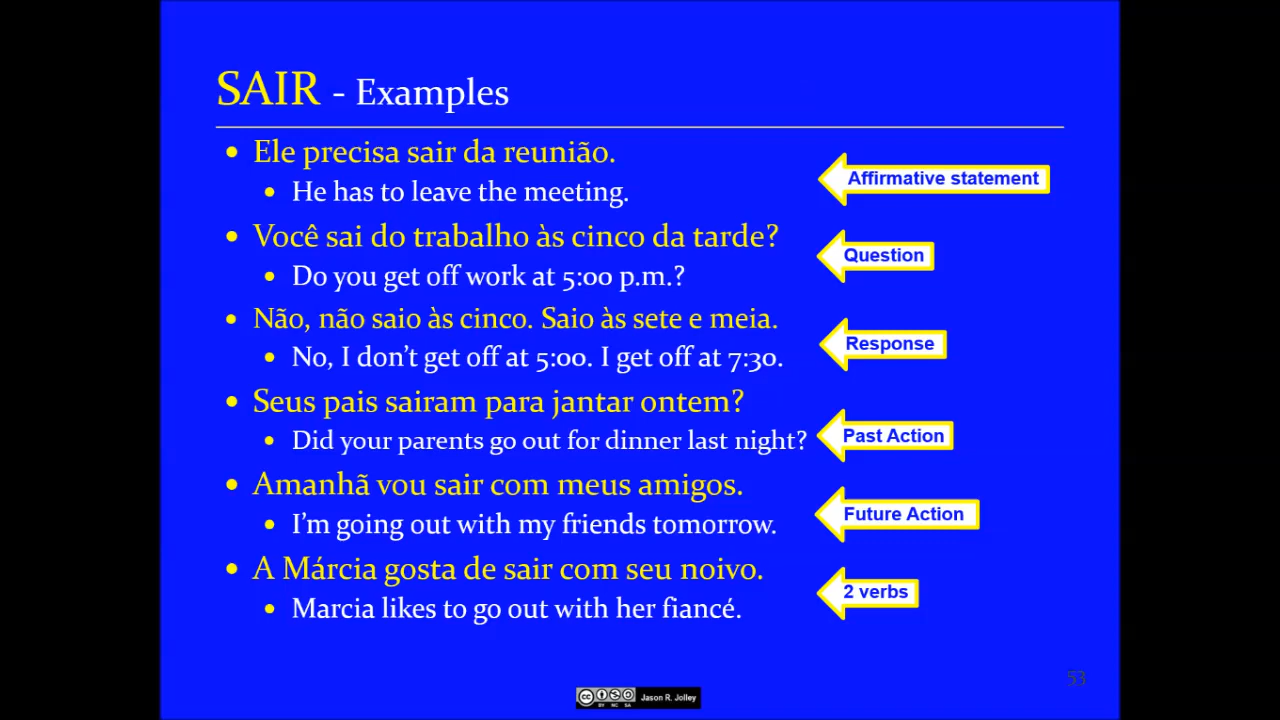 SAIR - Examples
• Ele precisa sair da reunião.
• He has to leave the meeting.
Affirmative statement
• Você sai do trabalho às cinco da tarde?
• Do you get off work at 5:00 p.m.?
Question
• Não, não saio às cinco. Saio às sete e meia.
• No, I don't get off at 5:00. I get off at 7:30.
Response
• Seus pais sairam para jantar ontem?
• Did your parents go out for dinner last night?
Past Action
• Amanhã vou sair com meus amigos.
• I'm going out with my friends tomorrow.
Future Action
• A Márcia gosta de sair com seu noivo.
• Marcia likes to go out with her fiancé.
2 verbs
53
cc BY NC SA Jason R. Jolley